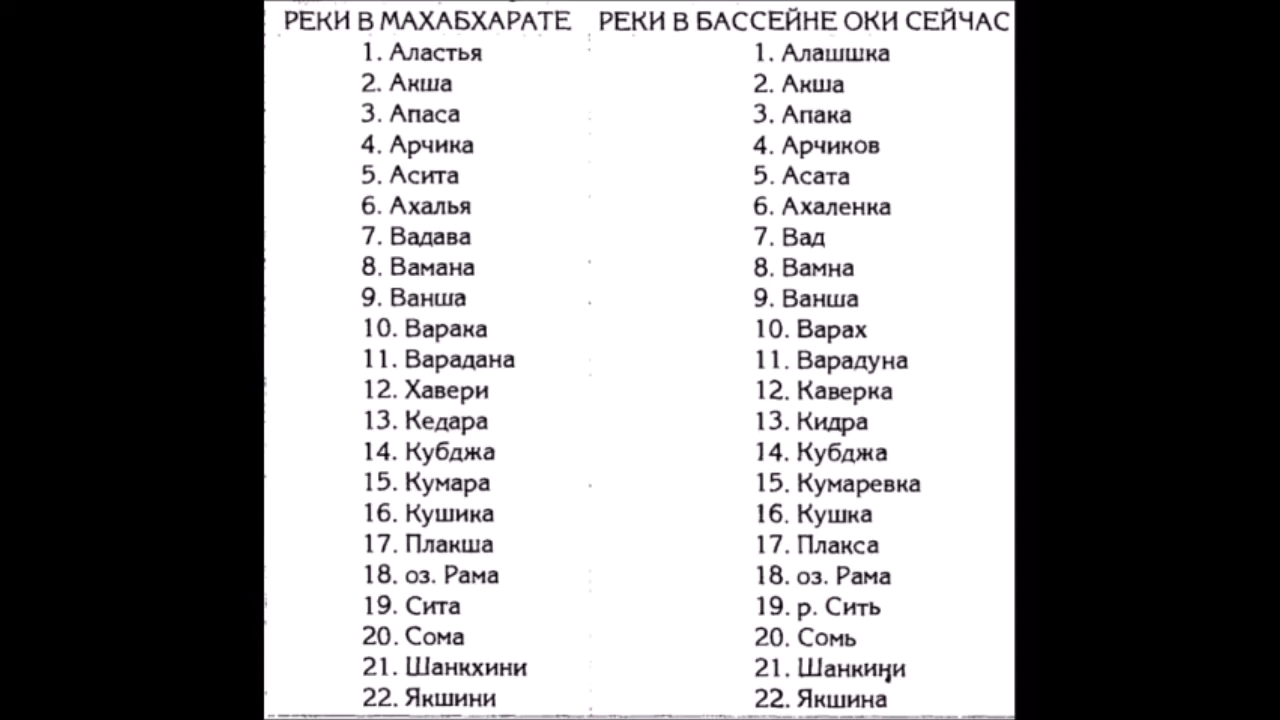 РЕКИ В МАХАБХАРАТЕ РЕКИ В БАССЕЙНЕ ОКИ СЕЙЧАС
1. Аластья 1. Алашшка
2. Акша 2. Акша
3. Апаса 3. Апака
4. Арчика 4. Арчиков
5. Асита 5. Асата
6. Ахалья 6. Ахаленка
7. Вадава 7. Вад
8. Вамана 8. Вамна
9. Ванша 9. Ванша
10. Варака 10. Варах
11. Варадана 11. Варадуна
12. Хавери 12. Каверка
13. Кедара 13. Кидра
14. Кубджа 14. Кубджа
15. Кумара 15. Кумаревка
16. Кушика 16. Кушка
17. Плакша 17. Плакса
18. оз. Рама 18. оз. Рама
19. Сита 19. р. Сить
20. Сома 20. Сомь
21. Шанкхини 21. Шанкини
22. Якшини 22. Якшина